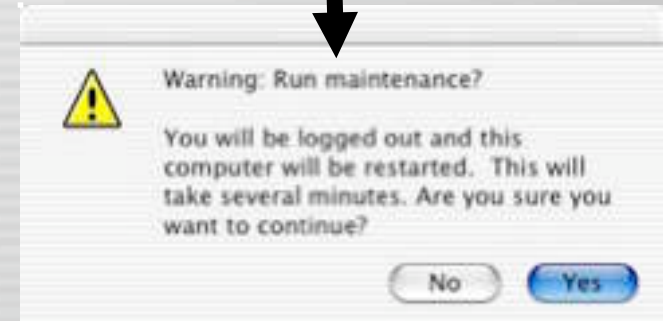 Warning: Run maintenance?
You will be logged out and this
computer will be restarted.  This will
take several minutes. Are you sure you
want to continue?
No
Yes